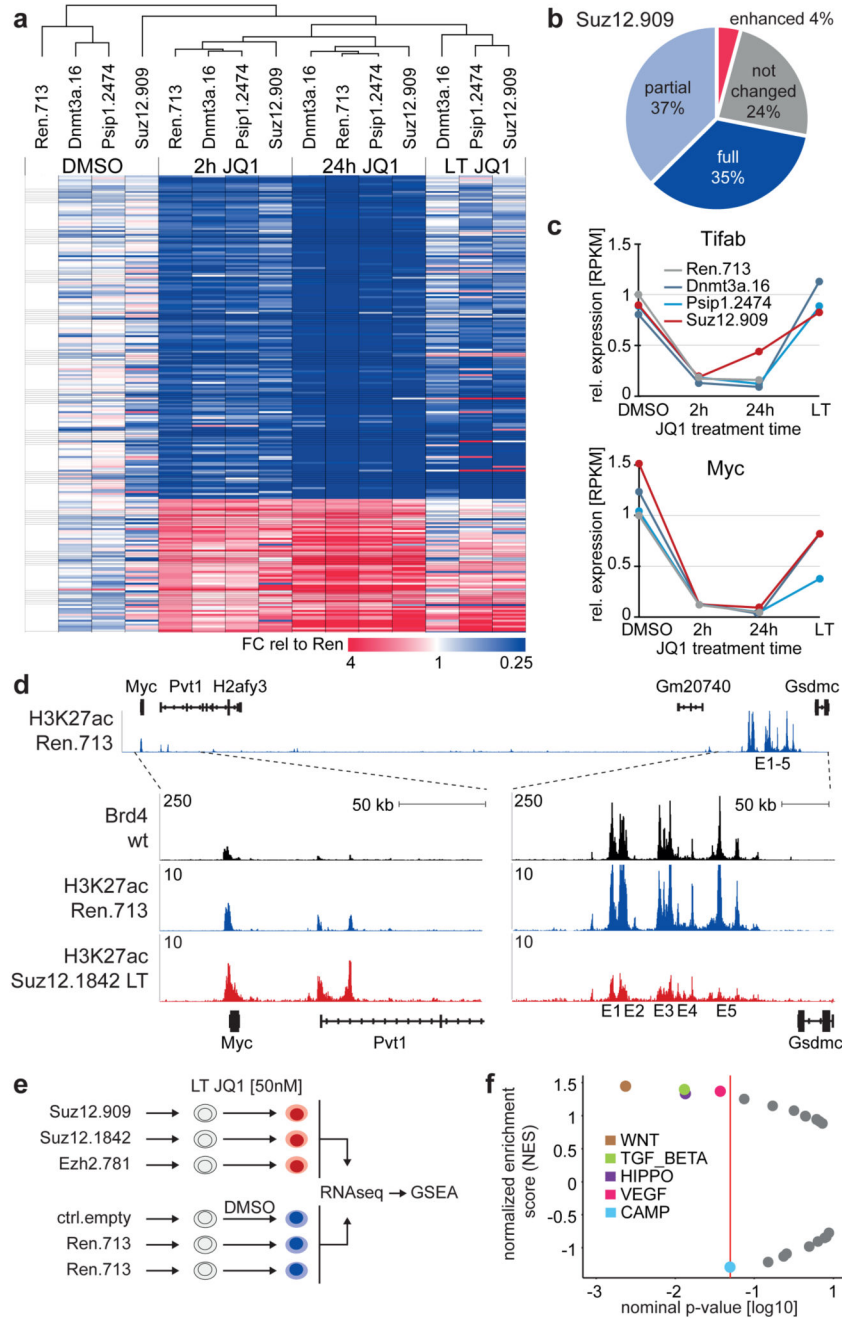 a
Ren.713
Dnmt3a.16
Psip1.2474
Suz12.909
Ren.713
Dnmt3a.16
Psip1.2474
Suz12.909
Dnmt3a.16
Ren.713
Psip1.2474
Suz12.909
Dnmt3a.16
Psip1.2474
Suz12.909
DMSO 2h JQ1 24h JQ1 LT JQ1
FC rel to Ren
4 1 0.25
b
Suz12.909
enhanced 4%
not
changed
24%
partial
37%
full
35%
c
Tifab
rel. expression [RPKM]
1.5
1
0.5
0
Ren.713
Dnmt3a.16
Psip1.2474
Suz12.909
DMSO 2h 24h LT
JQ1 treatment time
Myc
rel. expression [RPKM]
1.5
1
0.5
0
DMSO 2h 24h LT
JQ1 treatment time
d
Myc Pvt1 H2afy3 Gm20740 Gsdmc
H3K27ac
Ren.713
E1-5
Brd4
wt
250 50 kb 250 50 kb
H3K27ac
Ren.713
10 10
H3K27ac
Suz12.1842 LT
10 10
E1 E2 E3 E4 E5
Myc Pvt1 Gsdmc
e
LT JQ1 [50nM]
Suz12.909
Suz12.1842
Ezh2.781
RNAseq GSEA
DMSO
ctrl.empty
Ren.713
Ren.713
f
normalized enrichment
score (NES)
1.5
1
0.5
0
-0.5
-1
WNT
TGF_BETA
HIPPO
VEGF
CAMP
-3 -2 -1 1
nominal p-value [log10]